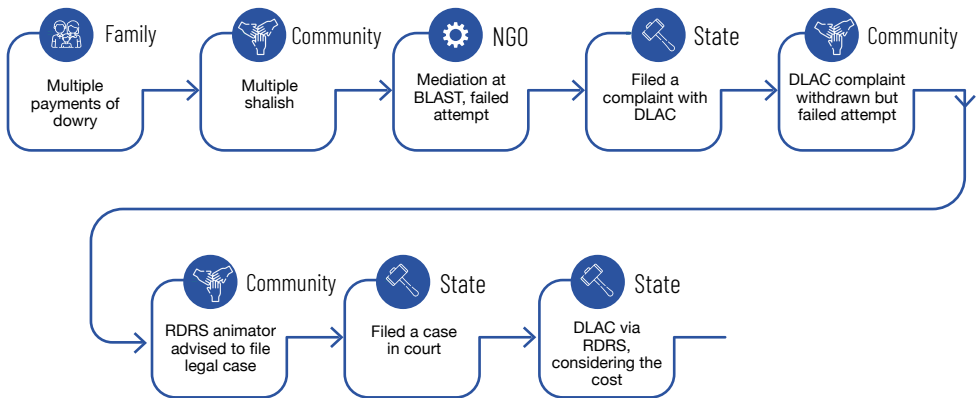 Family
Multiple
payments of
dowry
Community
Multiple
shalish
NGO
Mediation at
BLAST, failed
attempt
State
Filed a
complaint with
DLAC
Community
DLAC complaint
withdrawn but
failed attempt
Community
RDRS animator
advised to file
legal case
State
Filed a case
in court
State
DLAC via
RDRS,
considering the
cost